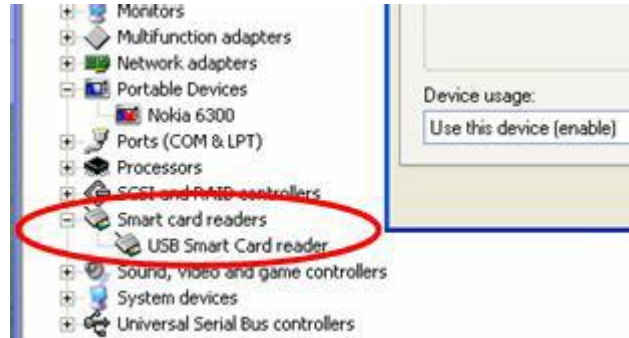 Monitors
Multifunction adapters
Network adapters
Portable Devices
Nokia 6300
Ports (COM & LPT)
Processors
SCSI and RAID controllers
Smart card readers
USB Smart Card reader
Sound, video and game controllers
System devices
Universal Serial Bus controllers
Device usage:
Use this device (enable)